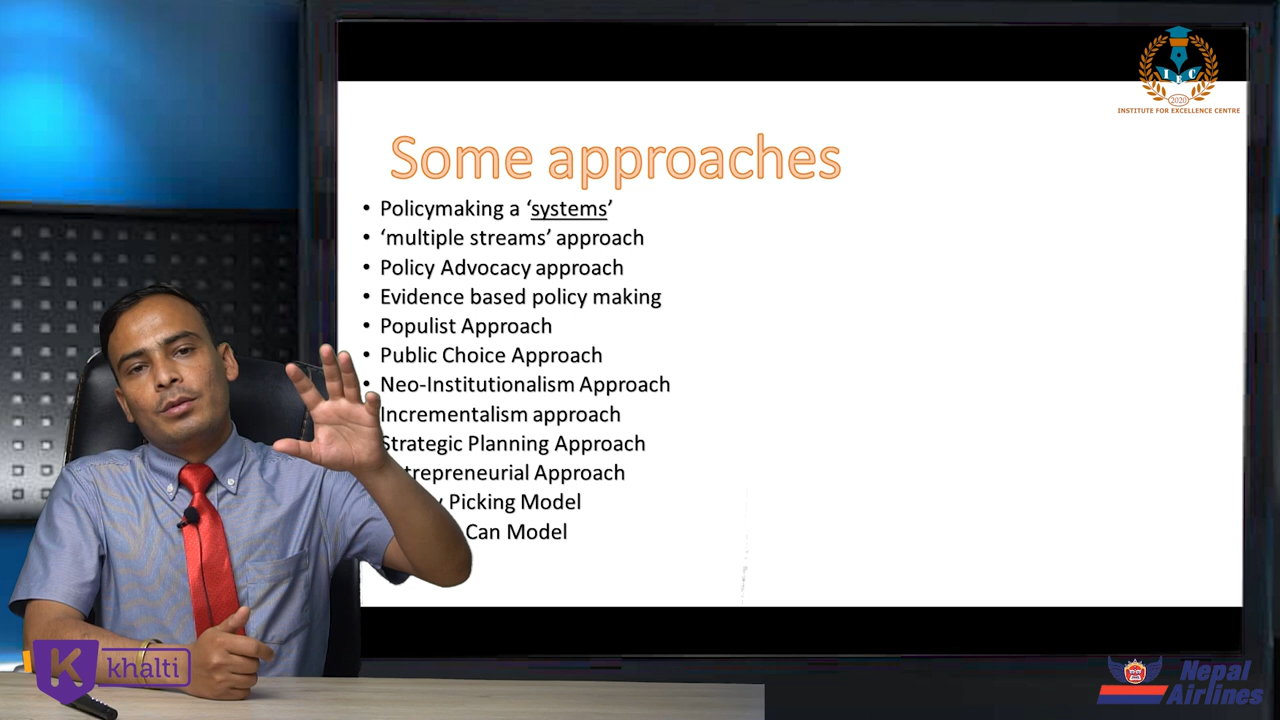 I E C
2020
INSTITUTE FOR EXCELLENCE CENTRE
Some approaches
• Policymaking a ‘systems’
• ‘multiple streams’ approach
• Policy Advocacy approach
• Evidence based policy making
• Populist Approach
• Public Choice Approach
• Neo-Institutionalism Approach
Incrementalism approach
Strategic Planning Approach
Approach
Picking Model
Can Model
K khalti
Nepal
Airlines